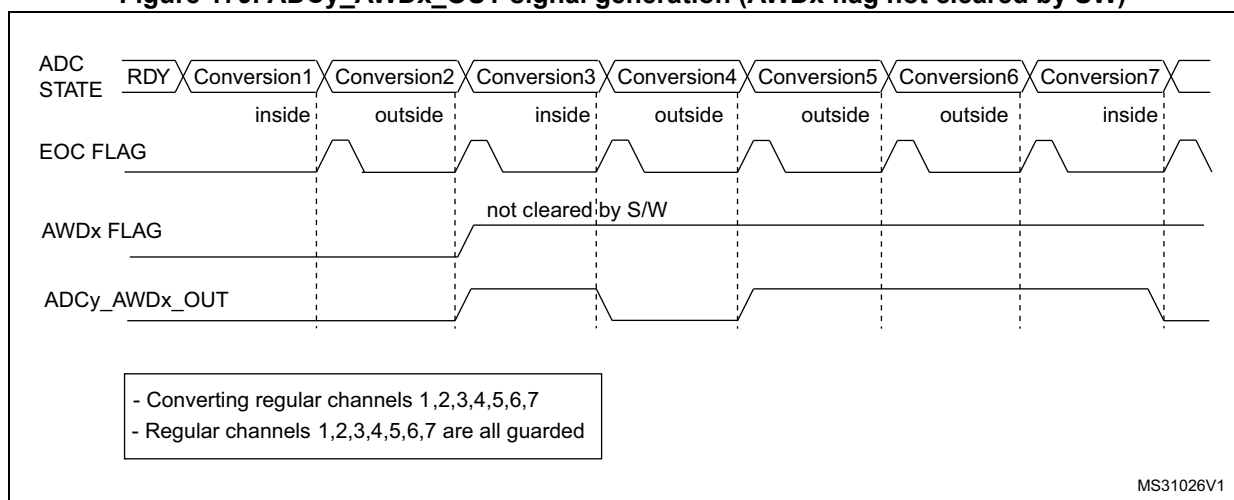 Figure 179. ADCy_AWDx_OUT signal generation (AWDx flag not cleared by SW)
ADC
STATE
RDY Conversion1 Conversion2 Conversion3 Conversion4 Conversion5 Conversion6 Conversion7
inside outside inside outside outside outside inside
EOC FLAG
not cleared by S/W
AWDx FLAG
ADCy_AWDx_OUT
- Converting regular channels 1,2,3,4,5,6,7
- Regular channels 1,2,3,4,5,6,7 are all guarded
MS31026V1